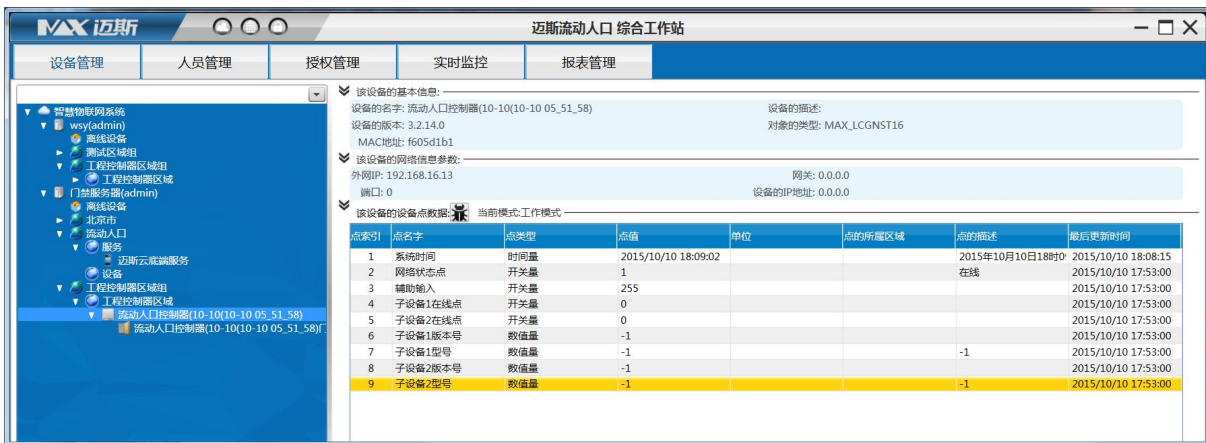 MAX 迈斯
迈斯流动人口 综合工作站
设备管理 人员管理 授权管理 实时监控 报表管理
智慧物联网系统
wsy(admin)
离线设备
测试区域组
工程控制器区域组
工程控制器区域
门禁服务器(admin)
离线设备
北京市
流动人口
服务
迈斯云底端服务
设备
工程控制器区域组
工程控制器区域
流动人口控制器(10-10(10-10 05_51_58)
流动人口控制器(10-10(10-10 05_51_58)门
该设备的基本信息:
设备的名字: 流动人口控制器(10-10(10-10 05_51_58) 设备的描述:
设备的版本: 3.2.14.0 对象的类型: MAX_LCGNST16
MAC地址: f605d1b1
该设备的网络信息参数:
外网IP: 192.168.16.13 网关: 0.0.0.0
端口: 0 设备的IP地址: 0.0.0.0
该设备的设备点数据: 当前模式:工作模式
点索引 点名字 点类型 点值 单位 点的所属区域 点的描述 最后更新时间
1 系统时间 时间量 2015/10/10 18:09:02 2015年10月10日18时0 2015/10/10 18:08:15
2 网络状态点 开关量 1 在线 2015/10/10 17:53:00
3 辅助输入 开关量 255 2015/10/10 17:53:00
4 子设备1在线点 开关量 0 2015/10/10 17:53:00
5 子设备2在线点 开关量 0 2015/10/10 17:53:00
6 子设备1版本号 数值量 -1 2015/10/10 17:53:00
7 子设备1型号 数值量 -1 -1 2015/10/10 17:53:00
8 子设备2版本号 数值量 -1 2015/10/10 17:53:00
9 子设备2型号 数值量 -1 -1 2015/10/10 17:53:00